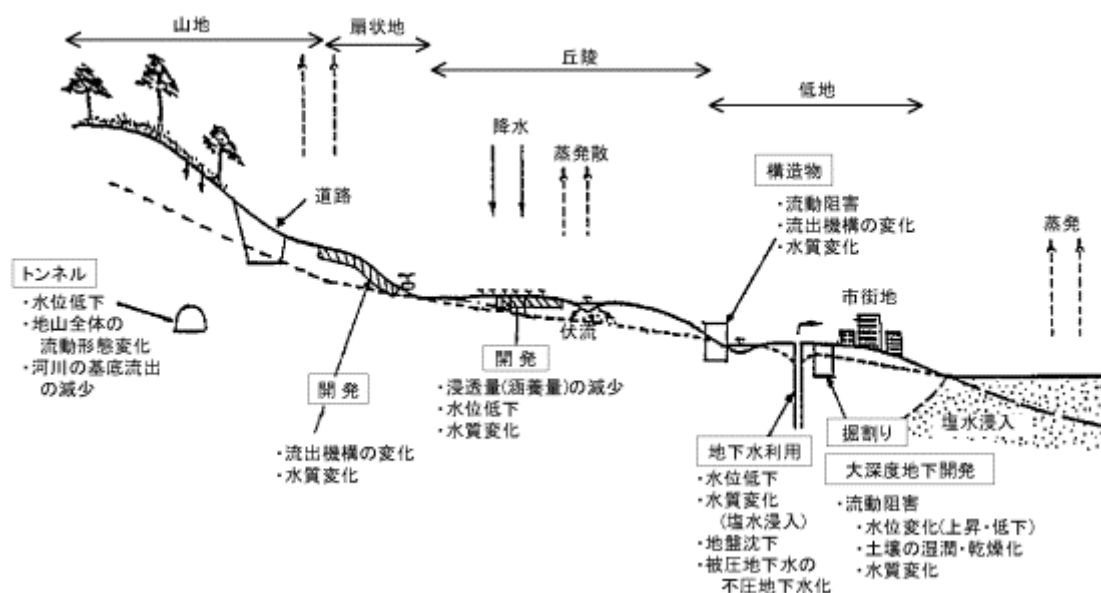 山地
扇状地
丘陵
低地
降水
蒸発散
構造物
・流動阻害
・流出機構の変化
・水質変化
蒸発
道路
トンネル
・水位低下
・地山全体の
流動形態変化
・河川の基底流出
の減少
市街地
伏流
開発
・流出機構の変化
・水質変化
開発
・浸透量(涵養量)の減少
・水位低下
・水質変化
塩水浸入
地下水利用
・水位低下
・水質変化
(塩水浸入)
・地盤沈下
・被圧地下水の
不圧地下水化
掘割り
大深度地下開発
・流動阻害
・水位変化(上昇・低下)
・土壌の湿潤・乾燥化
・水質変化